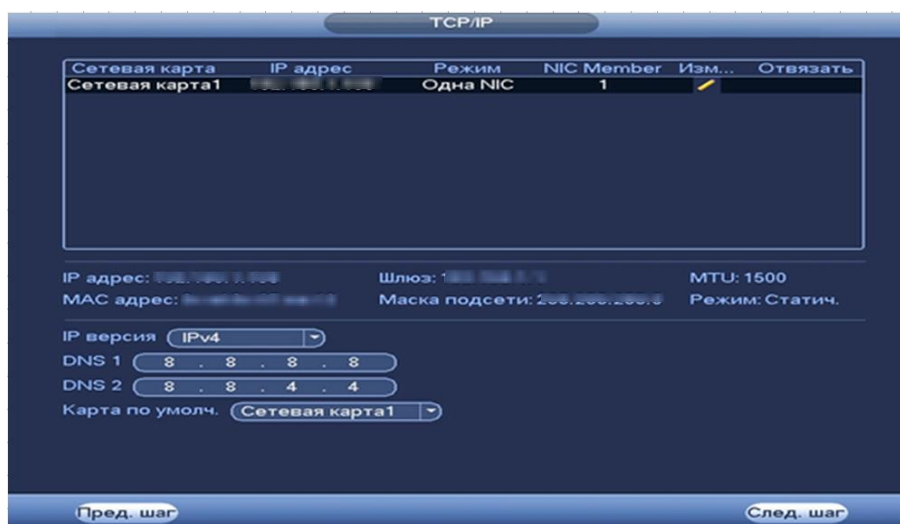 TCP/IP
Сетевая карта IP адрес Режим NIC Member Изм... Отвязать
Сетевая карта1 Одна NIC 1
IP адрес: Шлюз: MTU: 1500
MAC адрес: Маска подсети: Режим: Статич.
IP версия IPv4
DNS 1 8 . 8 . 8 . 8
DNS 2 8 . 8 . 4 . 4
Карта по умолч. Сетевая карта1
Пред. шаг След. шаг